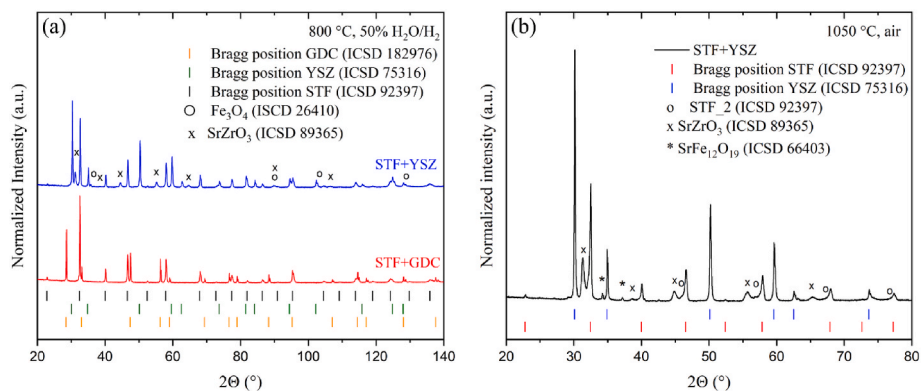 (a)
800 °C, 50% H₂O/H₂
Bragg position GDC (ICSD 182976)
Bragg position YSZ (ICSD 75316)
Bragg position STF (ICSD 92397)
o Fe₃O₄ (ISCD 26410)
x SrZrO₃ (ICSD 89365)
STF+YSZ
x o x x x x x o o x o
STF+GDC
Normalized Intensity (a.u.)
20 40 60 80 100 120 140
2Θ (°)
(b)
1050 °C, air
STF+YSZ
Bragg position STF (ICSD 92397)
Bragg position YSZ (ICSD 75316)
o STF_2 (ICSD 92397)
x SrZrO₃ (ICSD 89365)
* SrFe₁₂O₁₉ (ICSD 66403)
x x * * x x o x o x o o
Normalized Intensity (a.u.)
20 30 40 50 60 70 80
2Θ (°)